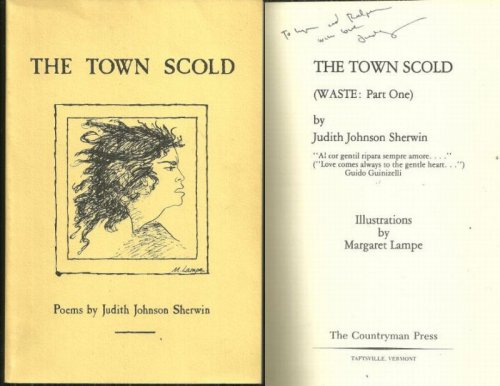 THE TOWN SCOLD
M. Lampe
Poems by Judith Johnson Sherwin
To and Ralph
with love
Judy
THE TOWN SCOLD
(WASTE: Part One)
by
Judith Johnson Sherwin
"Al cor gentil ripara sempre amore. . . ."
("Love comes always to the gentle heart. . .")
Guido Guinizelli
Illustrations
by
Margaret Lampe
The Countryman Press
TAFTSVILLE, VERMONT